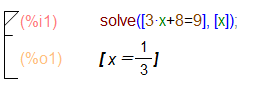 (%i1) solve([3·x+8=9], [x]);
(%o1) [x=1/3]